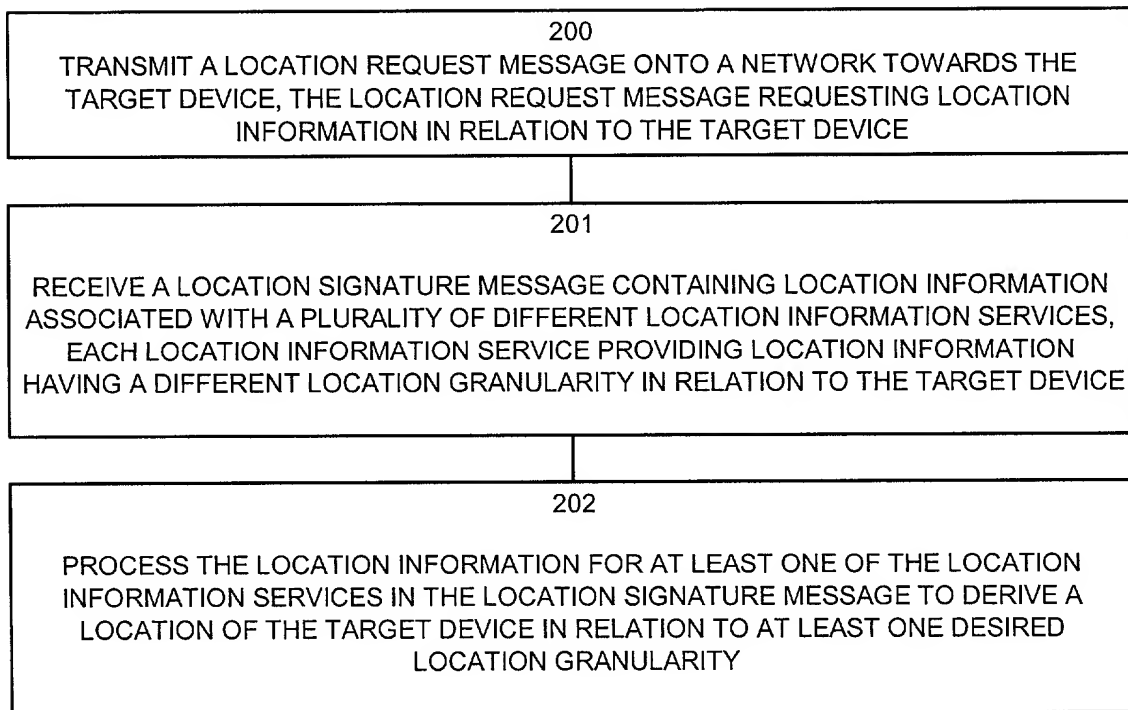 200
TRANSMIT A LOCATION REQUEST MESSAGE ONTO A NETWORK TOWARDS THE
TARGET DEVICE, THE LOCATION REQUEST MESSAGE REQUESTING LOCATION
INFORMATION IN RELATION TO THE TARGET DEVICE
201
RECEIVE A LOCATION SIGNATURE MESSAGE CONTAINING LOCATION INFORMATION
ASSOCIATED WITH A PLURALITY OF DIFFERENT LOCATION INFORMATION SERVICES,
EACH LOCATION INFORMATION SERVICE PROVIDING LOCATION INFORMATION
HAVING A DIFFERENT LOCATION GRANULARITY IN RELATION TO THE TARGET DEVICE
202
PROCESS THE LOCATION INFORMATION FOR AT LEAST ONE OF THE LOCATION
INFORMATION SERVICES IN THE LOCATION SIGNATURE MESSAGE TO DERIVE A
LOCATION OF THE TARGET DEVICE IN RELATION TO AT LEAST ONE DESIRED
LOCATION GRANULARITY